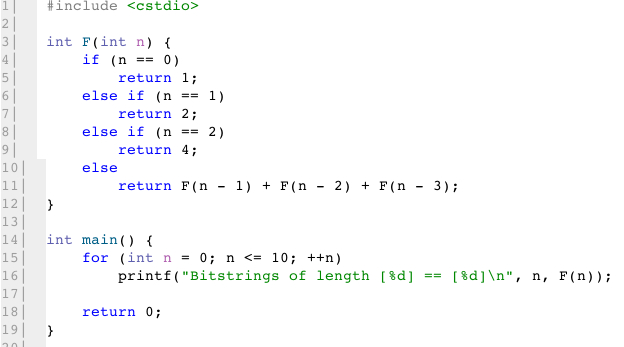 1| #include <cstdio>
2|
3| int F(int n) {
4|     if (n == 0)
5|         return 1;
6|     else if (n == 1)
7|         return 2;
8|     else if (n == 2)
9|         return 4;
10|     else
11|         return F(n - 1) + F(n - 2) + F(n - 3);
12| }
13|
14| int main() {
15|     for (int n = 0; n <= 10; ++n)
16|         printf("Bitstrings of length [%d] == [%d]\n", n, F(n));
17|
18|     return 0;
19| }
20|